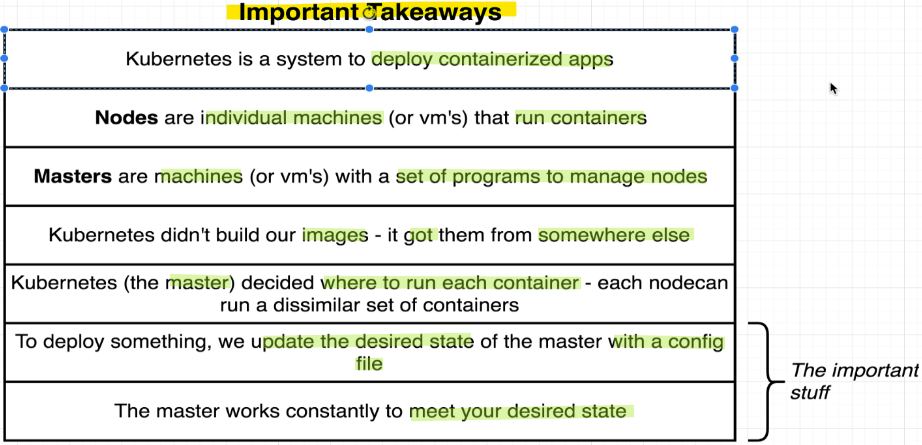 Important Takeaways
Kubernetes is a system to deploy containerized apps
Nodes are individual machines (or vm's) that run containers
Masters are machines (or vm's) with a set of programs to manage nodes
Kubernetes didn't build our images - it got them from somewhere else
Kubernetes (the master) decided where to run each container - each nodecan
run a dissimilar set of containers
To deploy something, we update the desired state of the master with a config
file
The important
stuff
The master works constantly to meet your desired state